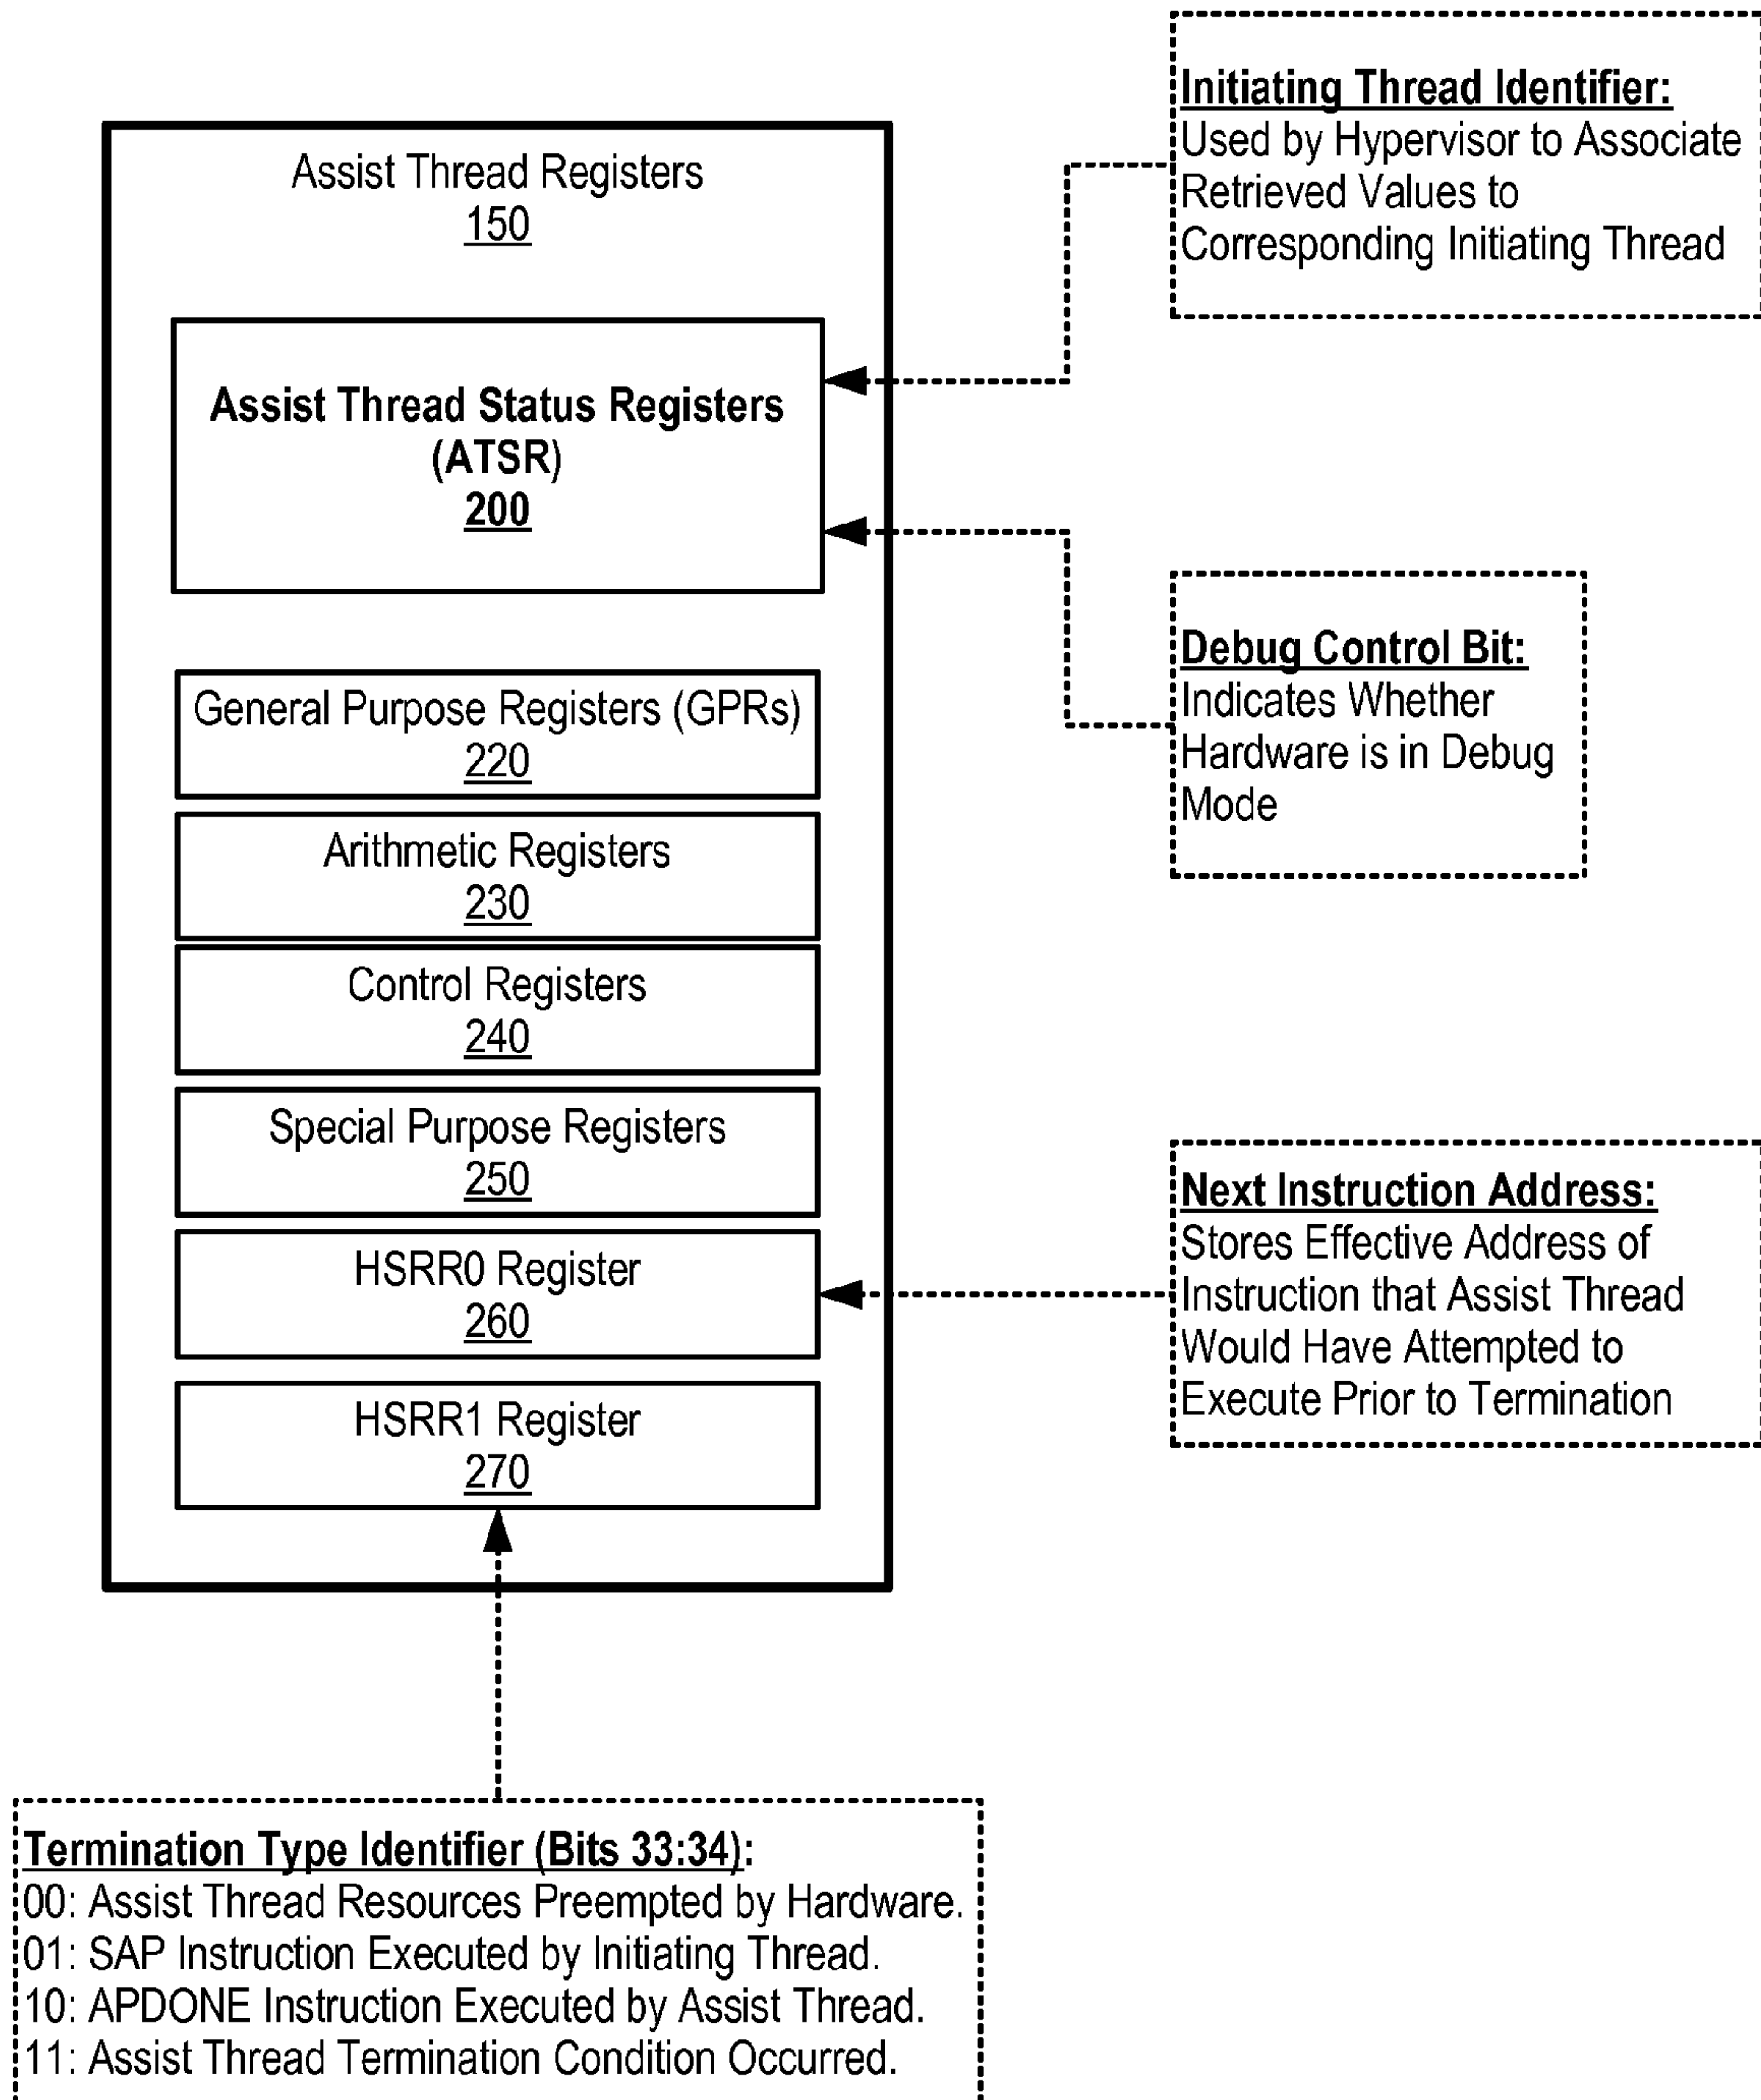 Assist Thread Registers
150
Assist Thread Status Registers
(ATSR)
200
General Purpose Registers (GPRs)
220
Arithmetic Registers
230
Control Registers
240
Special Purpose Registers
250
HSRR0 Register
260
HSRR1 Register
270
Initiating Thread Identifier:
Used by Hypervisor to Associate
Retrieved Values to
Corresponding Initiating Thread
Debug Control Bit:
Indicates Whether
Hardware is in Debug
Mode
Next Instruction Address:
Stores Effective Address of
Instruction that Assist Thread
Would Have Attempted to
Execute Prior to Termination
Termination Type Identifier (Bits 33:34):
00: Assist Thread Resources Preempted by Hardware.
01: SAP Instruction Executed by Initiating Thread.
10: APDONE Instruction Executed by Assist Thread.
11: Assist Thread Termination Condition Occurred.